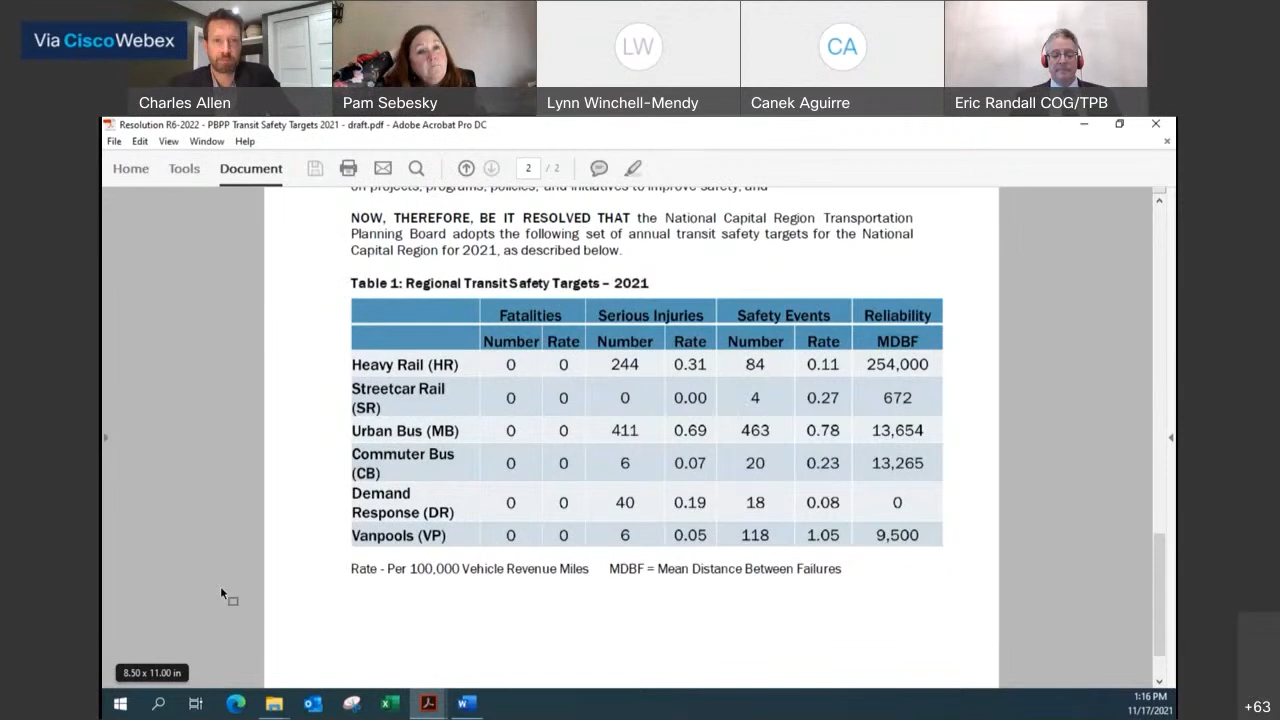 Via Cisco Webex
LW
CA
Charles Allen
Pam Sebesky
Lynn Winchell-Mendy
Canek Aguirre
Eric Randall COG/TPB
Resolution R6-2022 - PBPP Transit Safety Targets 2021 - draft.pdf - Adobe Acrobat Pro DC
File Edit View Window Help
Home Tools Document 2 / 2
on projects, programs, policies, and initiatives to improve safety; and
NOW, THEREFORE, BE IT RESOLVED THAT the National Capital Region Transportation
Planning Board adopts the following set of annual transit safety targets for the National
Capital Region for 2021, as described below.
Table 1: Regional Transit Safety Targets – 2021
Fatalities Serious Injuries Safety Events Reliability
Number Rate Number Rate Number Rate MDBF
Heavy Rail (HR) 0 0 244 0.31 84 0.11 254,000
Streetcar Rail
(SR) 0 0 0 0.00 4 0.27 672
Urban Bus (MB) 0 0 411 0.69 463 0.78 13,654
Commuter Bus
(CB) 0 0 6 0.07 20 0.23 13,265
Demand
Response (DR) 0 0 40 0.19 18 0.08 0
Vanpools (VP) 0 0 6 0.05 118 1.05 9,500
Rate - Per 100,000 Vehicle Revenue Miles MDBF = Mean Distance Between Failures
8.50 x 11.00 in
1:16 PM
11/17/2021
+63